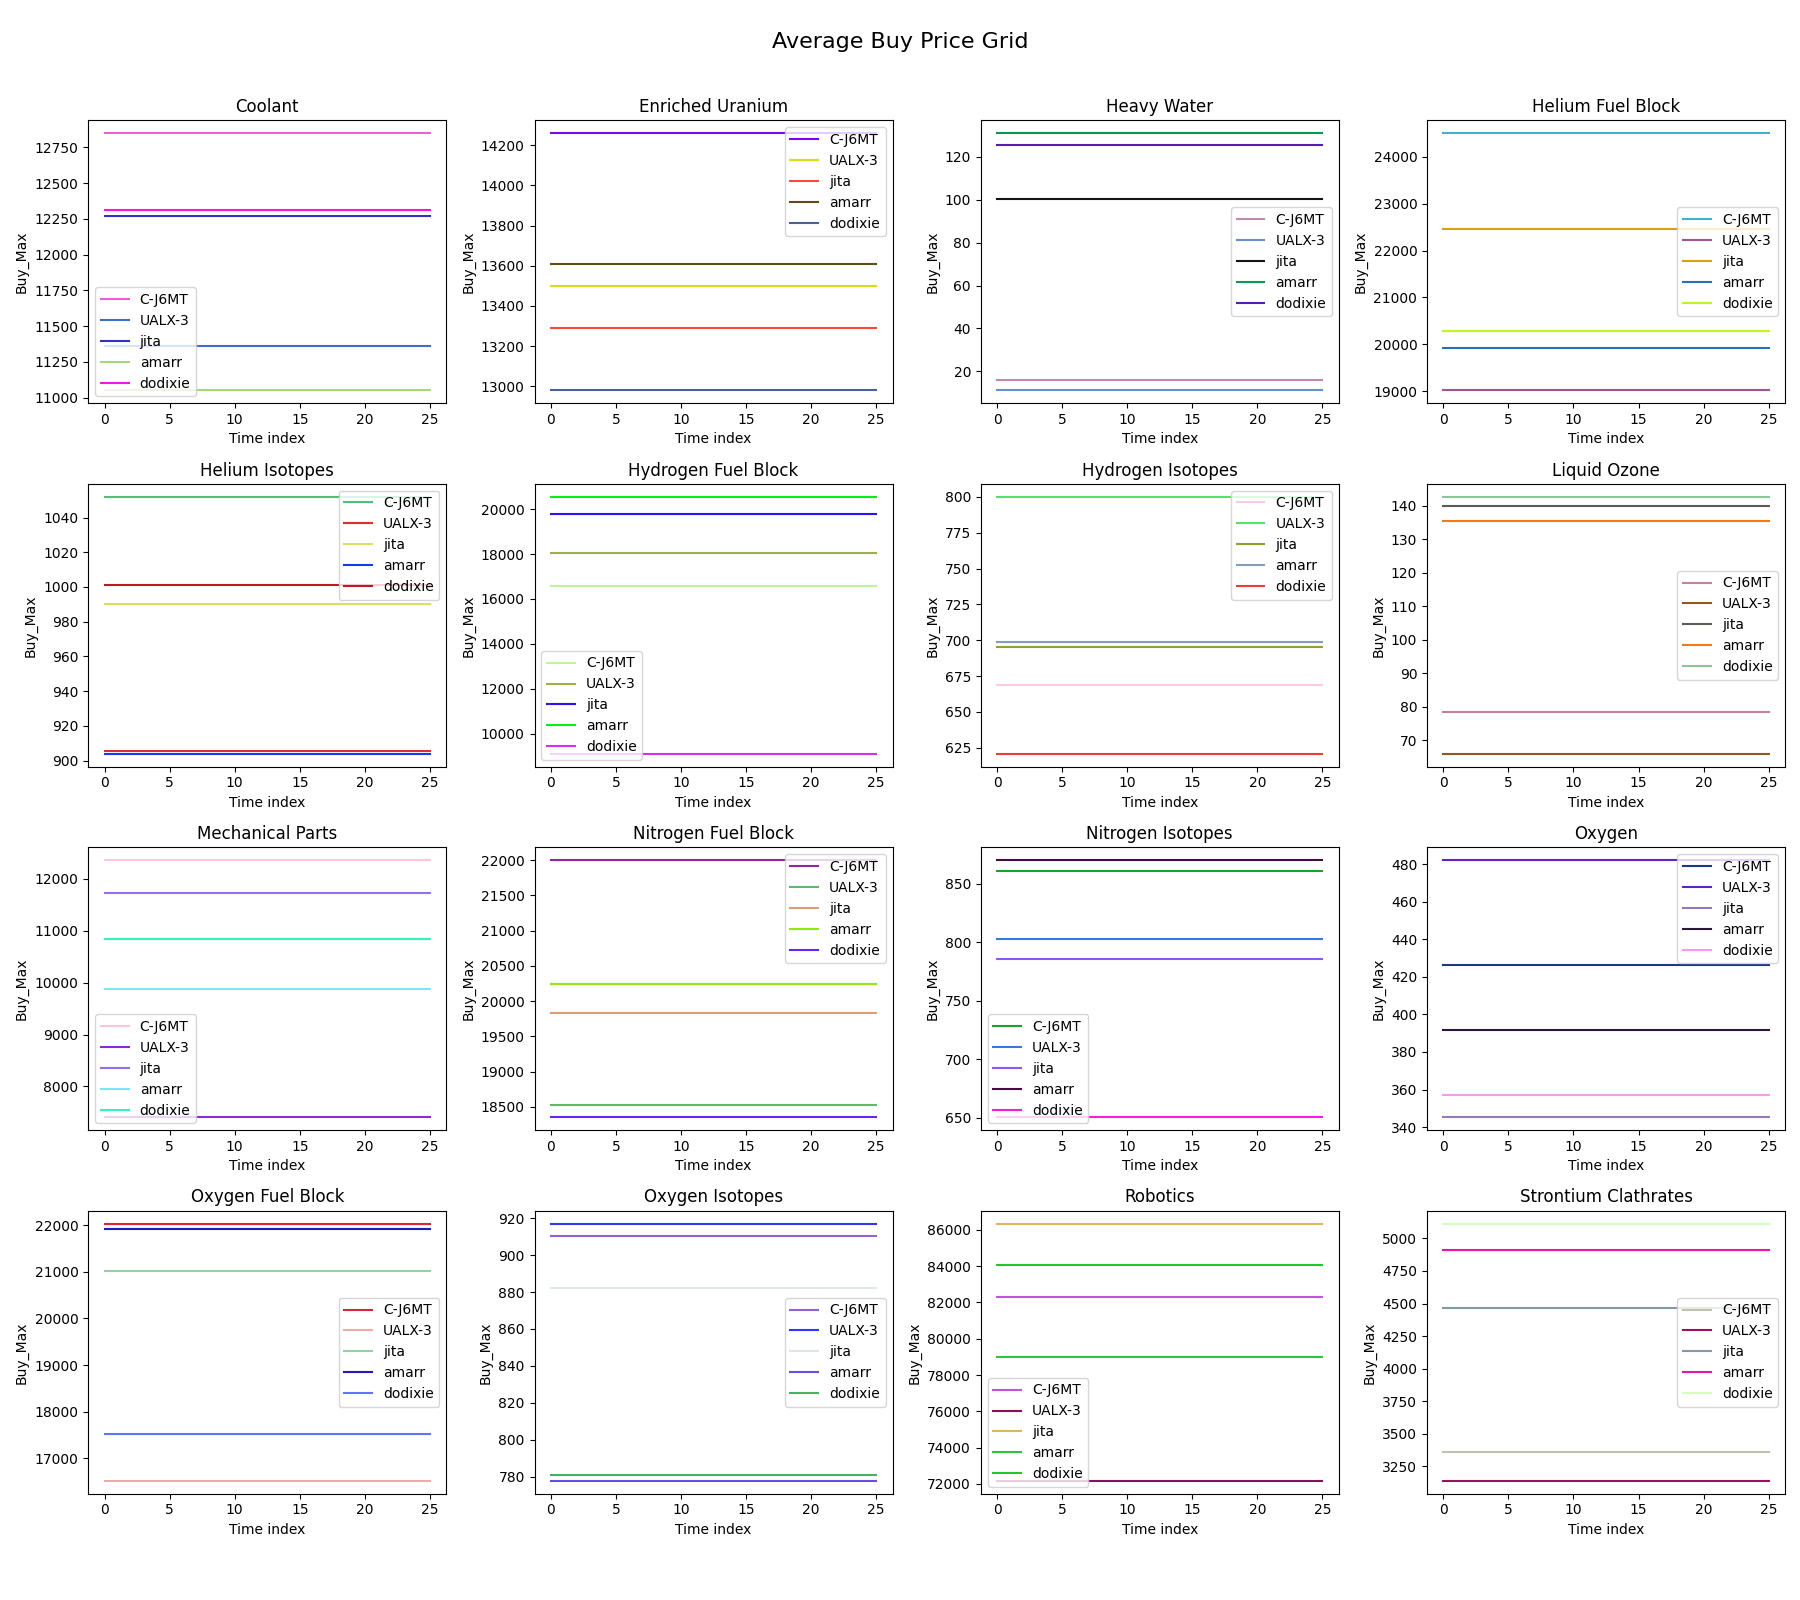 Average Buy Price Grid
Coolant
Buy_Max
12750
12500
12250
12000
11750
11500
11250
11000
C-J6MT
UALX-3
jita
amarr
dodixie
0 5 10 15 20 25
Time index
Enriched Uranium
Buy_Max
14200
14000
13800
13600
13400
13200
13000
C-J6MT
UALX-3
jita
amarr
dodixie
0 5 10 15 20 25
Time index
Heavy Water
Buy_Max
120
100
80
60
40
20
C-J6MT
UALX-3
jita
amarr
dodixie
0 5 10 15 20 25
Time index
Helium Fuel Block
Buy_Max
24000
23000
22000
21000
20000
19000
C-J6MT
UALX-3
jita
amarr
dodixie
0 5 10 15 20 25
Time index
Helium Isotopes
Buy_Max
1040
1020
1000
980
960
940
920
900
C-J6MT
UALX-3
jita
amarr
dodixie
0 5 10 15 20 25
Time index
Hydrogen Fuel Block
Buy_Max
20000
18000
16000
14000
12000
10000
C-J6MT
UALX-3
jita
amarr
dodixie
0 5 10 15 20 25
Time index
Hydrogen Isotopes
Buy_Max
800
775
750
725
700
675
650
625
C-J6MT
UALX-3
jita
amarr
dodixie
0 5 10 15 20 25
Time index
Liquid Ozone
Buy_Max
140
130
120
110
100
90
80
70
C-J6MT
UALX-3
jita
amarr
dodixie
0 5 10 15 20 25
Time index
Mechanical Parts
Buy_Max
12000
11000
10000
9000
8000
C-J6MT
UALX-3
jita
amarr
dodixie
0 5 10 15 20 25
Time index
Nitrogen Fuel Block
Buy_Max
22000
21500
21000
20500
20000
19500
19000
18500
C-J6MT
UALX-3
jita
amarr
dodixie
0 5 10 15 20 25
Time index
Nitrogen Isotopes
Buy_Max
850
800
750
700
650
C-J6MT
UALX-3
jita
amarr
dodixie
0 5 10 15 20 25
Time index
Oxygen
Buy_Max
480
460
440
420
400
380
360
340
C-J6MT
UALX-3
jita
amarr
dodixie
0 5 10 15 20 25
Time index
Oxygen Fuel Block
Buy_Max
22000
21000
20000
19000
18000
17000
C-J6MT
UALX-3
jita
amarr
dodixie
0 5 10 15 20 25
Time index
Oxygen Isotopes
Buy_Max
920
900
880
860
840
820
800
780
C-J6MT
UALX-3
jita
amarr
dodixie
0 5 10 15 20 25
Time index
Robotics
Buy_Max
86000
84000
82000
80000
78000
76000
74000
72000
C-J6MT
UALX-3
jita
amarr
dodixie
0 5 10 15 20 25
Time index
Strontium Clathrates
Buy_Max
5000
4750
4500
4250
4000
3750
3500
3250
C-J6MT
UALX-3
jita
amarr
dodixie
0 5 10 15 20 25
Time index